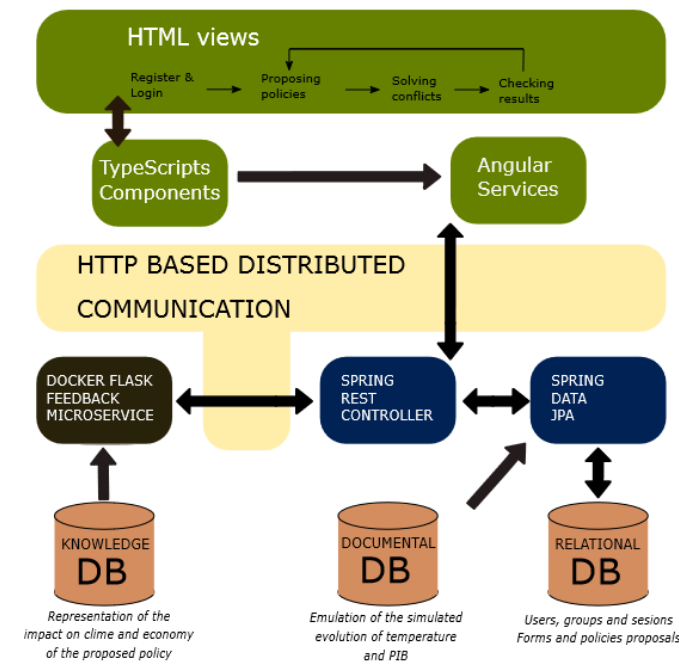 HTML views
Register &
Login
Proposing
policies
Solving
conflicts
Checking
results
TypeScripts
Components
Angular
Services
HTTP BASED DISTRIBUTED
COMMUNICATION
DOCKER FLASK
FEEDBACK
MICROSERVICE
SPRING
REST
CONTROLLER
SPRING
DATA
JPA
KNOWLEDGE
DB
DOCUMENTAL
DB
RELATIONAL
DB
Representation of the
impact on clime and economy
of the proposed policy
Emulation of the simulated
evolution of temperature
and PIB
Users, groups and sesions
Forms and policies proposals